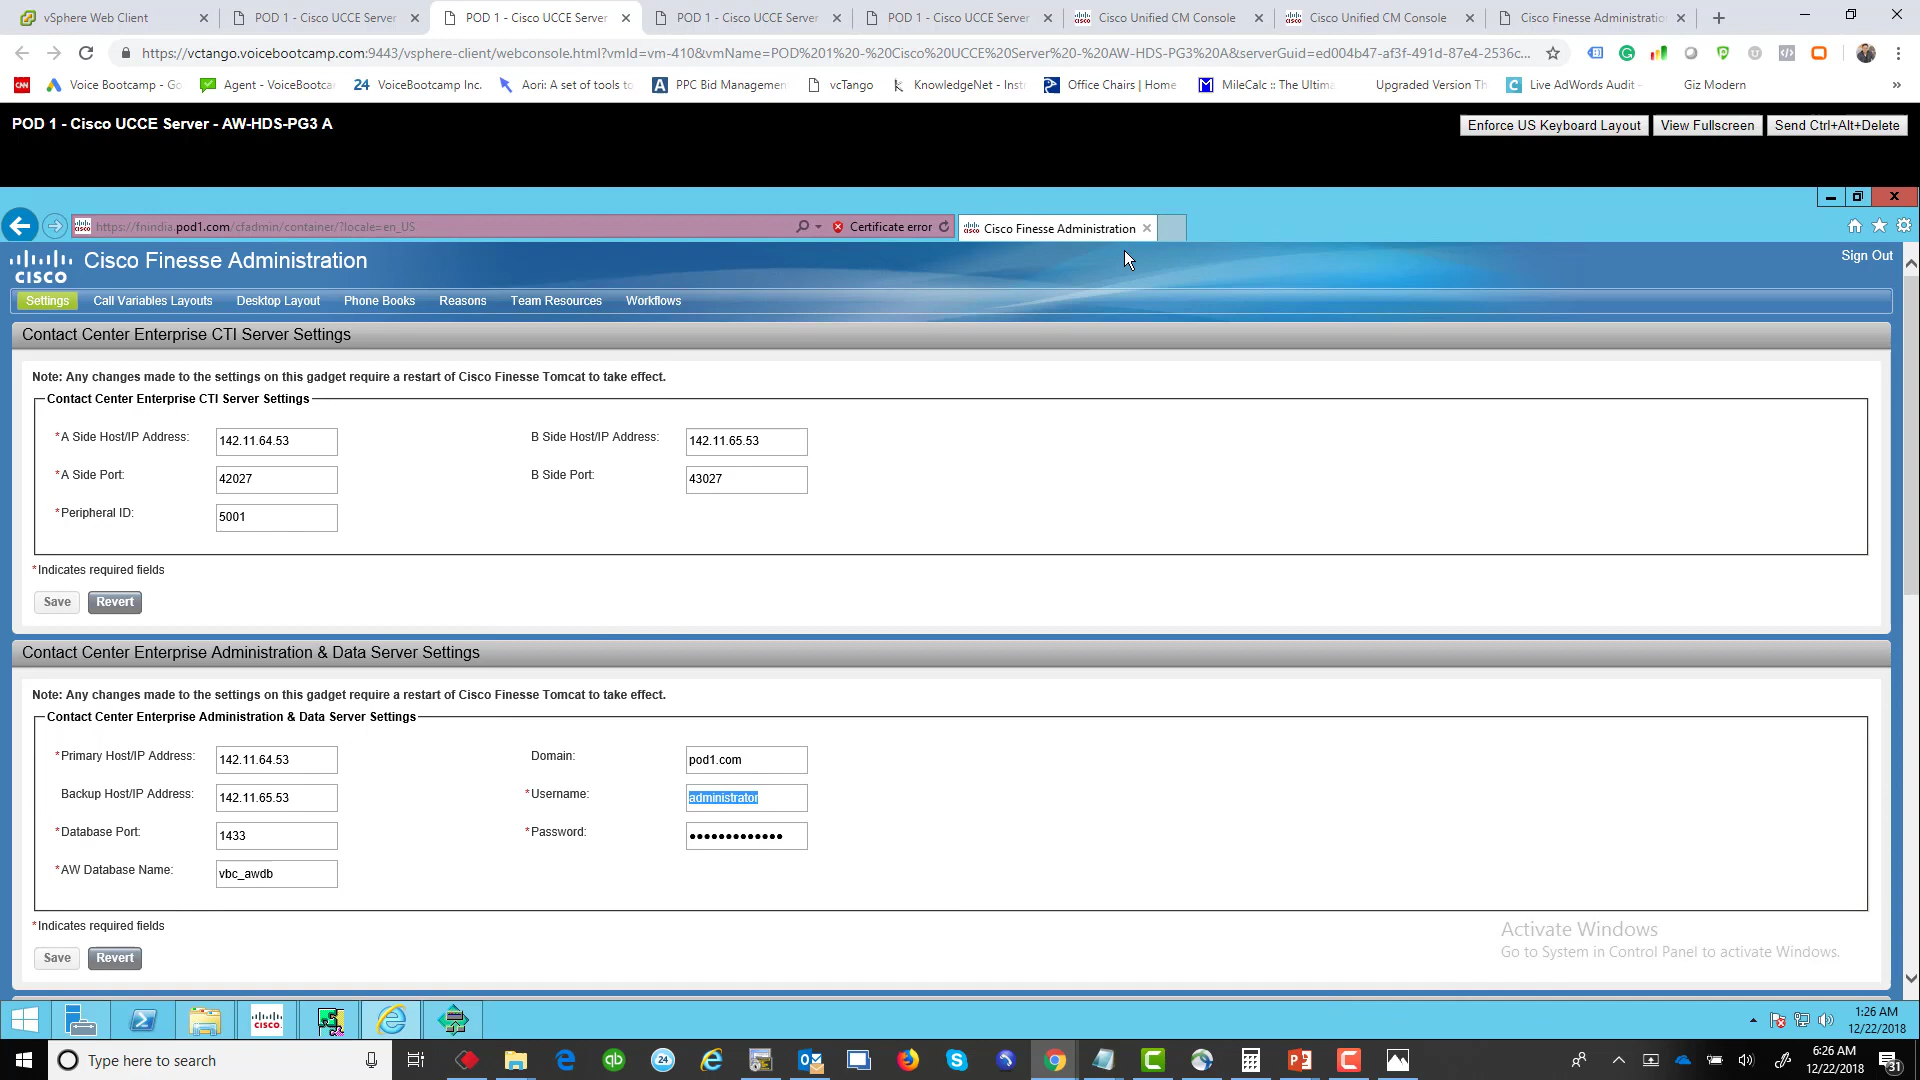 vSphere Web Client
POD 1 - Cisco UCCE Server
POD 1 - Cisco UCCE Server
POD 1 - Cisco UCCE Server
POD 1 - Cisco UCCE Server
Cisco Unified CM Console
Cisco Unified CM Console
Cisco Finesse Administratio
https://vctango.voicebootcamp.com:9443/vsphere-client/webconsole.html?vmId=vm-410&vmName=POD%201%20-%20Cisco%20UCCE%20Server%20-%20AW-HDS-PG3%20A&serverGuid=ed004b47-af3f-491d-87e4-2536c...
CNN
Voice Bootcamp - Go
Agent - VoiceBootca
24 VoiceBootCamp Inc.
Aori: A set of tools to
A PPC Bid Managemen
vcTango
KnowledgeNet - Inst
Office Chairs | Home
MileCalc :: The Ultima
Upgraded Version Th
Live AdWords Audit -
Giz Modern
»
POD 1 - Cisco UCCE Server - AW-HDS-PG3 A
Enforce US Keyboard Layout
View Fullscreen
Send Ctrl+Alt+Delete
https://fnindia.pod1.com/cfadmin/container/?locale=en_US
Certificate error
Cisco Finesse Administration
CISCO
Cisco Finesse Administration
Sign Out
Settings
Call Variables Layouts
Desktop Layout
Phone Books
Reasons
Team Resources
Workflows
Contact Center Enterprise CTI Server Settings
Note: Any changes made to the settings on this gadget require a restart of Cisco Finesse Tomcat to take effect.
Contact Center Enterprise CTI Server Settings
*A Side Host/IP Address: 142.11.64.53
B Side Host/IP Address: 142.11.65.53
*A Side Port: 42027
B Side Port: 43027
*Peripheral ID: 5001
*Indicates required fields
Save
Revert
Contact Center Enterprise Administration & Data Server Settings
Note: Any changes made to the settings on this gadget require a restart of Cisco Finesse Tomcat to take effect.
Contact Center Enterprise Administration & Data Server Settings
*Primary Host/IP Address: 142.11.64.53
Domain: pod1.com
Backup Host/IP Address: 142.11.65.53
*Username: administrator
*Database Port: 1433
*Password: •••••••••••••
*AW Database Name: vbc_awdb
*Indicates required fields
Activate Windows
Go to System in Control Panel to activate Windows.
Save
Revert
CISCO
1:26 AM
12/22/2018
Type here to search
24
6:26 AM
12/22/2018
31